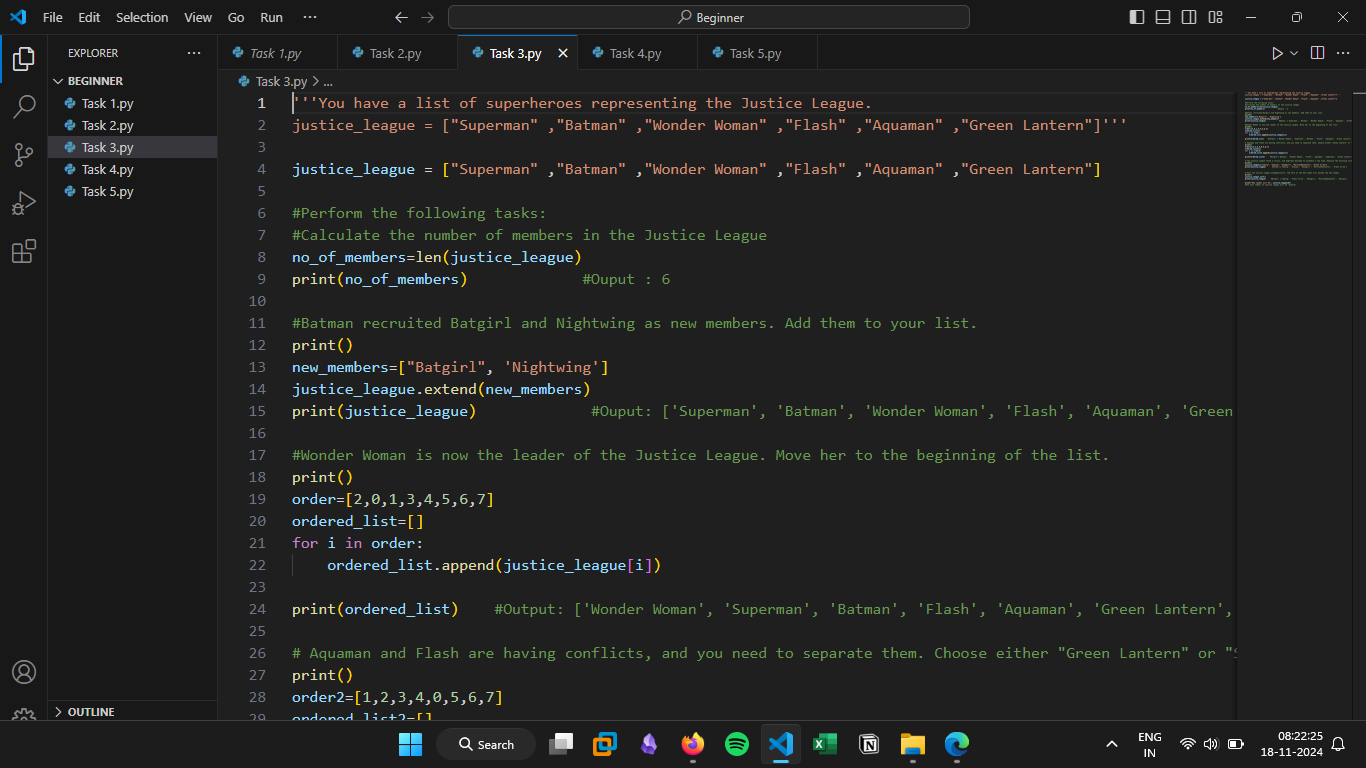 File Edit Selection View Go Run ··· ← → Beginner
EXPLORER ···
BEGINNER
Task 1.py
Task 2.py
Task 3.py
Task 4.py
Task 5.py
OUTLINE
Task 1.py Task 2.py Task 3.py Task 4.py Task 5.py ···
Task 3.py > ...
1 '''You have a list of superheroes representing the Justice League.
2 justice_league = ["Superman" ,"Batman" ,"Wonder Woman" ,"Flash" ,"Aquaman" ,"Green Lantern"]'''
3
4 justice_league = ["Superman" ,"Batman" ,"Wonder Woman" ,"Flash" ,"Aquaman" ,"Green Lantern"]
5
6 #Perform the following tasks:
7 #Calculate the number of members in the Justice League
8 no_of_members=len(justice_league)
9 print(no_of_members) #Ouput : 6
10
11 #Batman recruited Batgirl and Nightwing as new members. Add them to your list.
12 print()
13 new_members=["Batgirl", 'Nightwing']
14 justice_league.extend(new_members)
15 print(justice_league) #Ouput: ['Superman', 'Batman', 'Wonder Woman', 'Flash', 'Aquaman', 'Green
16
17 #Wonder Woman is now the leader of the Justice League. Move her to the beginning of the list.
18 print()
19 order=[2,0,1,3,4,5,6,7]
20 ordered_list=[]
21 for i in order:
22 ordered_list.append(justice_league[i])
23
24 print(ordered_list) #Output: ['Wonder Woman', 'Superman', 'Batman', 'Flash', 'Aquaman', 'Green Lantern',
25
26 # Aquaman and Flash are having conflicts, and you need to separate them. Choose either "Green Lantern" or "
27 print()
28 order2=[1,2,3,4,0,5,6,7]
29 ordered_list2=[]
Search
ENG
IN
08:22:25
18-11-2024